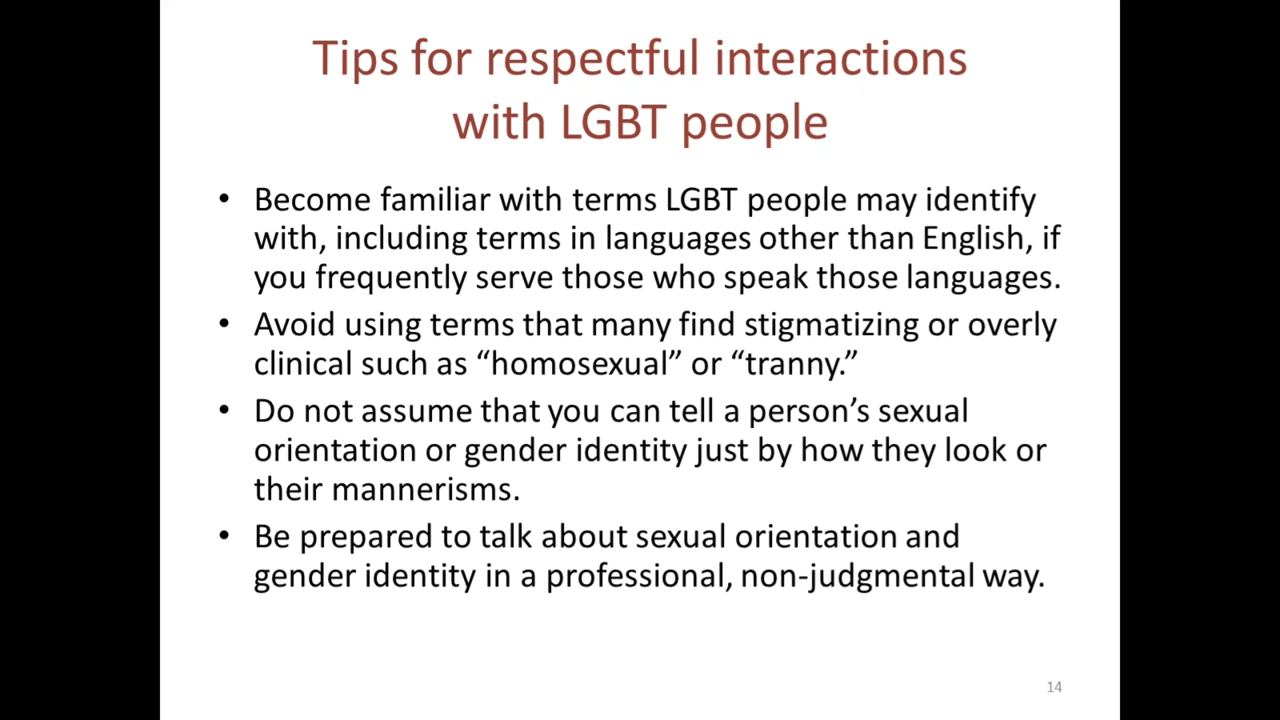 Tips for respectful interactions
with LGBT people
• Become familiar with terms LGBT people may identify
with, including terms in languages other than English, if
you frequently serve those who speak those languages.
• Avoid using terms that many find stigmatizing or overly
clinical such as “homosexual” or “tranny.”
• Do not assume that you can tell a person’s sexual
orientation or gender identity just by how they look or
their mannerisms.
• Be prepared to talk about sexual orientation and
gender identity in a professional, non-judgmental way.
14